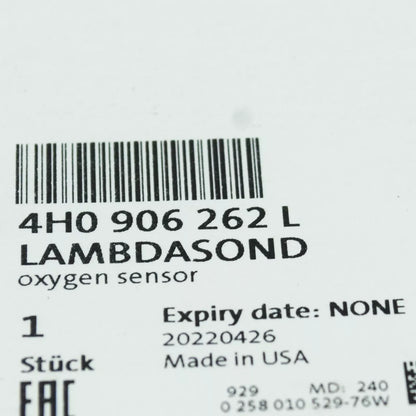 4H0 906 262 L
LAMBDASOND
oxygen sensor
Expiry date: NONE
1
20220426
Stück
Made in USA
EAC
929 MD: 240
0 258 010 529-76W